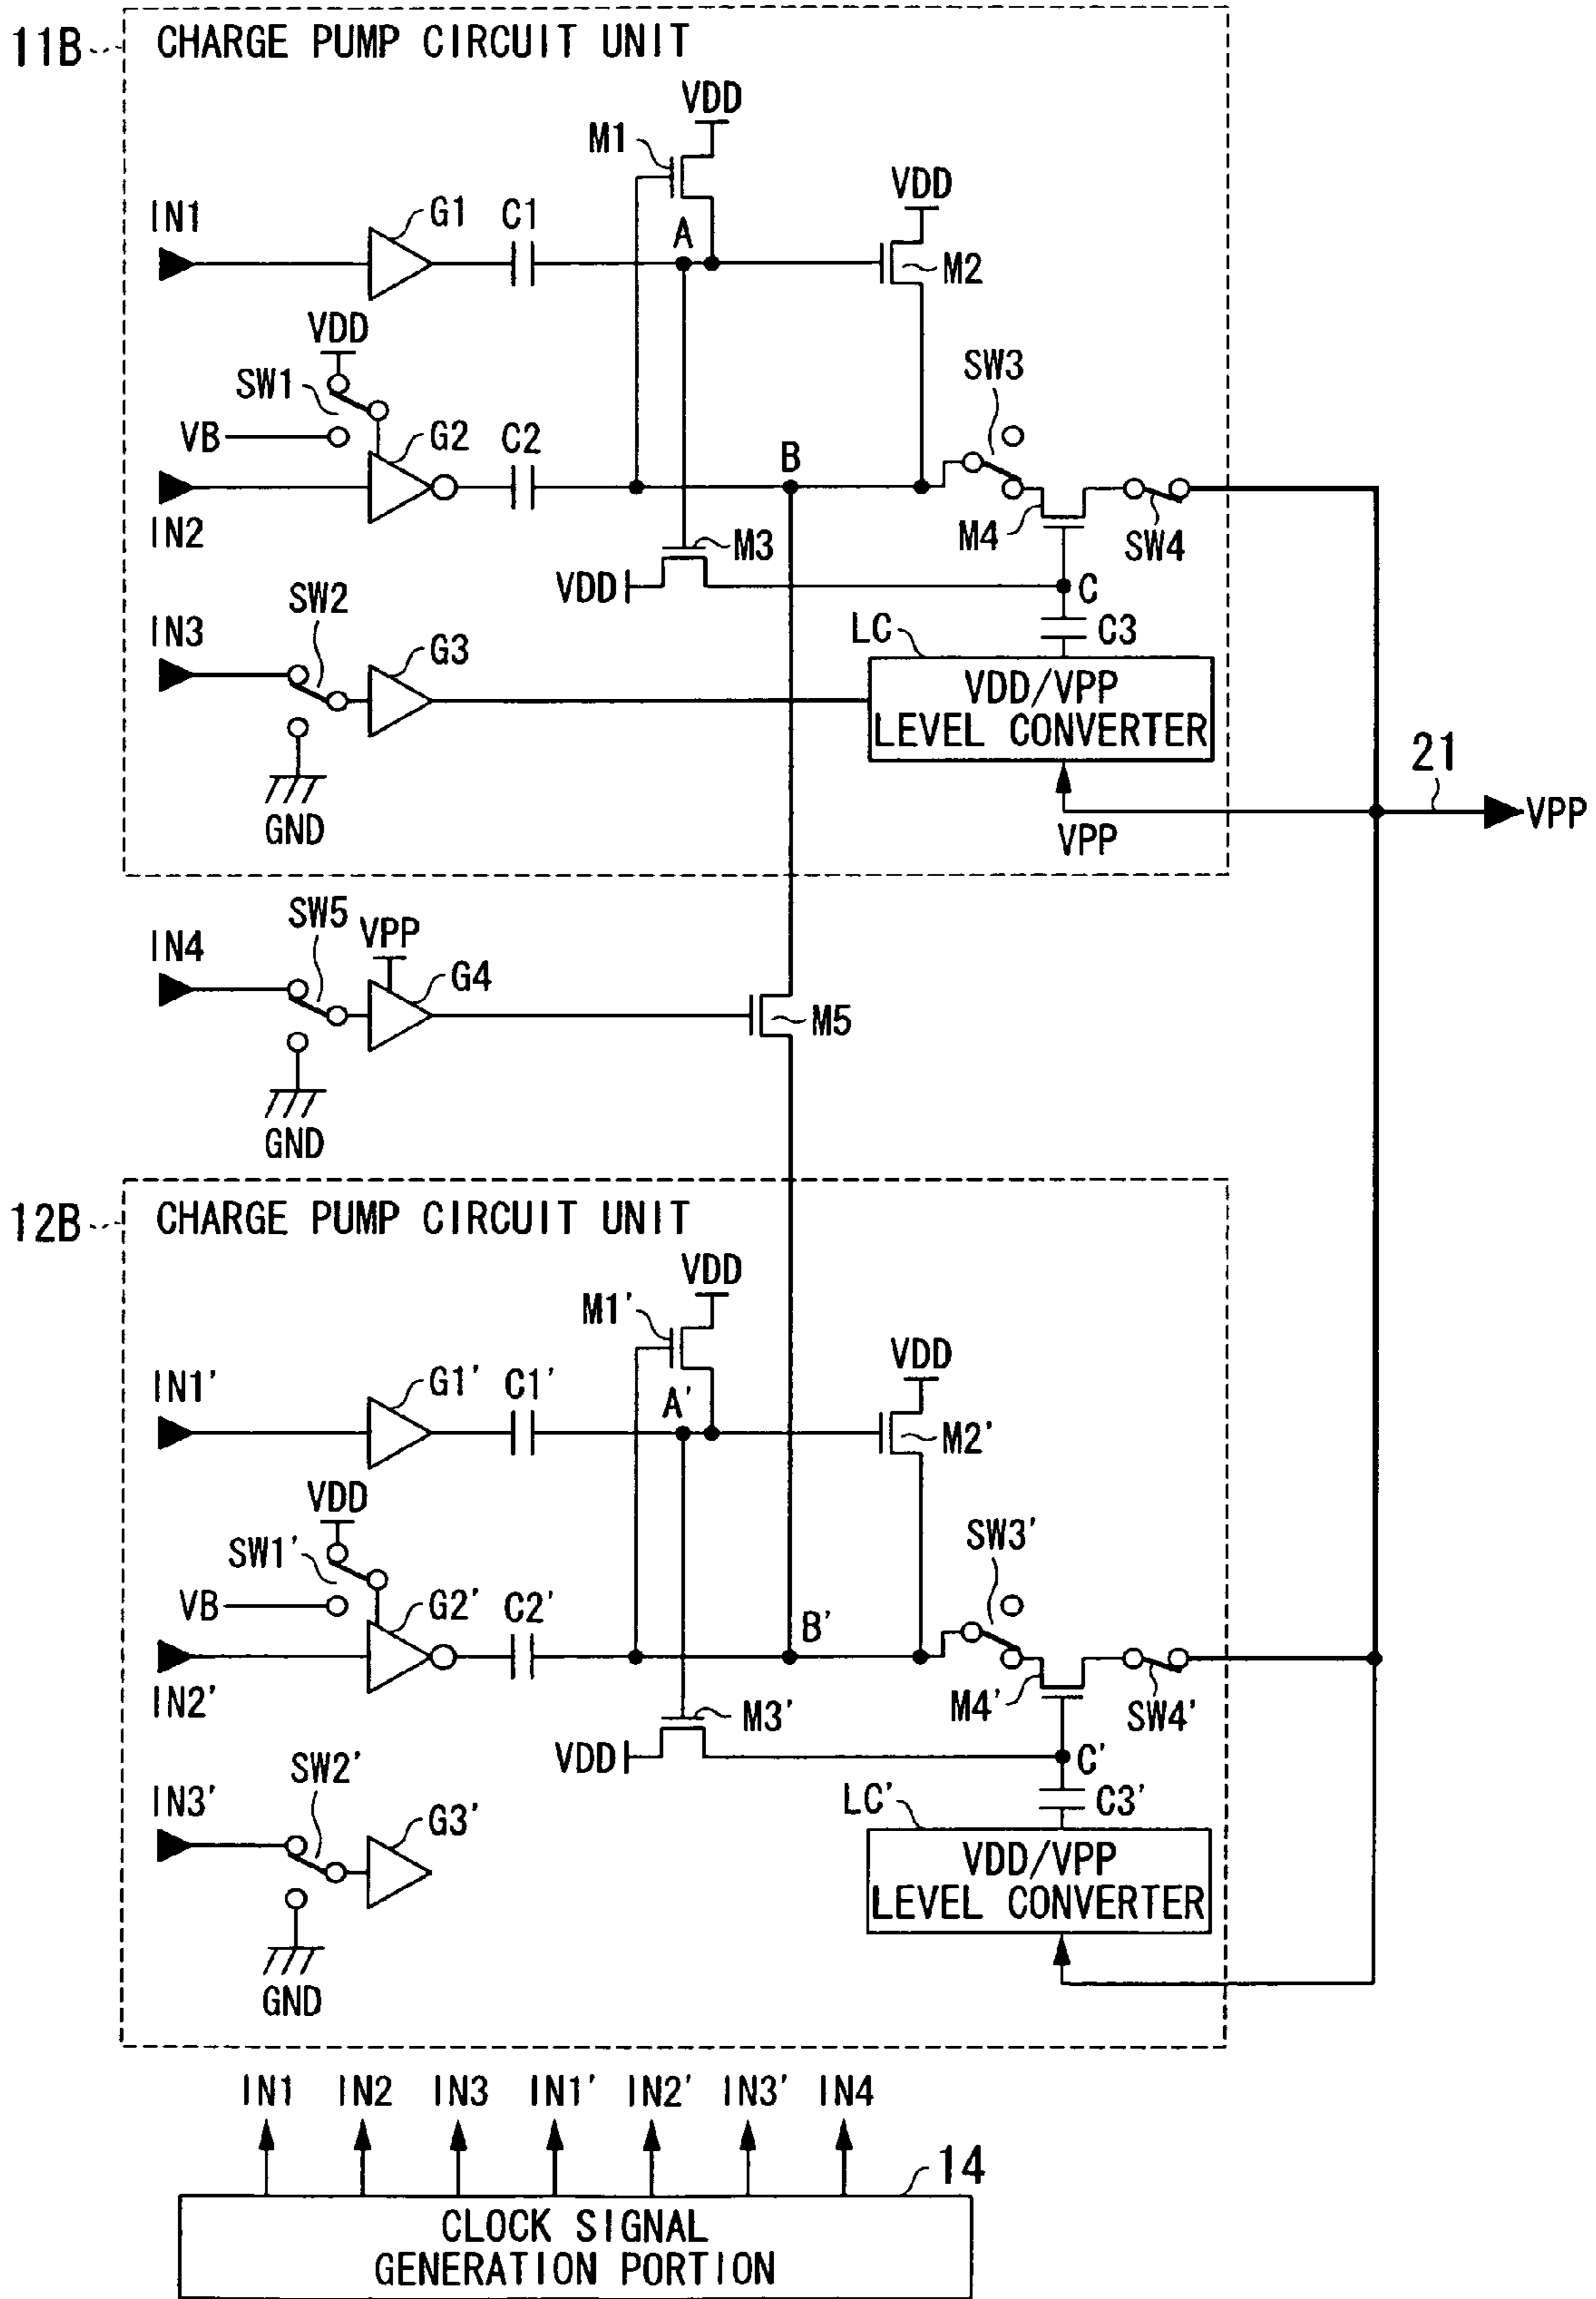 11B
CHARGE PUMP CIRCUIT UNIT
VDD
M1
VDD
IN1
G1
C1
A
M2
VDD
SW1
SW3
VB
G2
C2
B
IN2
M3
M4
SW4
VDD
C
SW2
IN3
G3
LC
C3
VDD/VPP
LEVEL CONVERTER
21
VPP
GND
VPP
SW5
IN4
VPP
G4
M5
GND
12B
CHARGE PUMP CIRCUIT UNIT
VDD
M1'
VDD
IN1'
G1'
C1'
A'
M2'
VDD
SW1'
SW3'
VB
G2'
C2'
B'
IN2'
M3'
M4'
SW4'
VDD
C'
SW2'
IN3'
G3'
LC'
C3'
VDD/VPP
LEVEL CONVERTER
GND
IN1 IN2 IN3 IN1' IN2' IN3' IN4
14
CLOCK SIGNAL
GENERATION PORTION